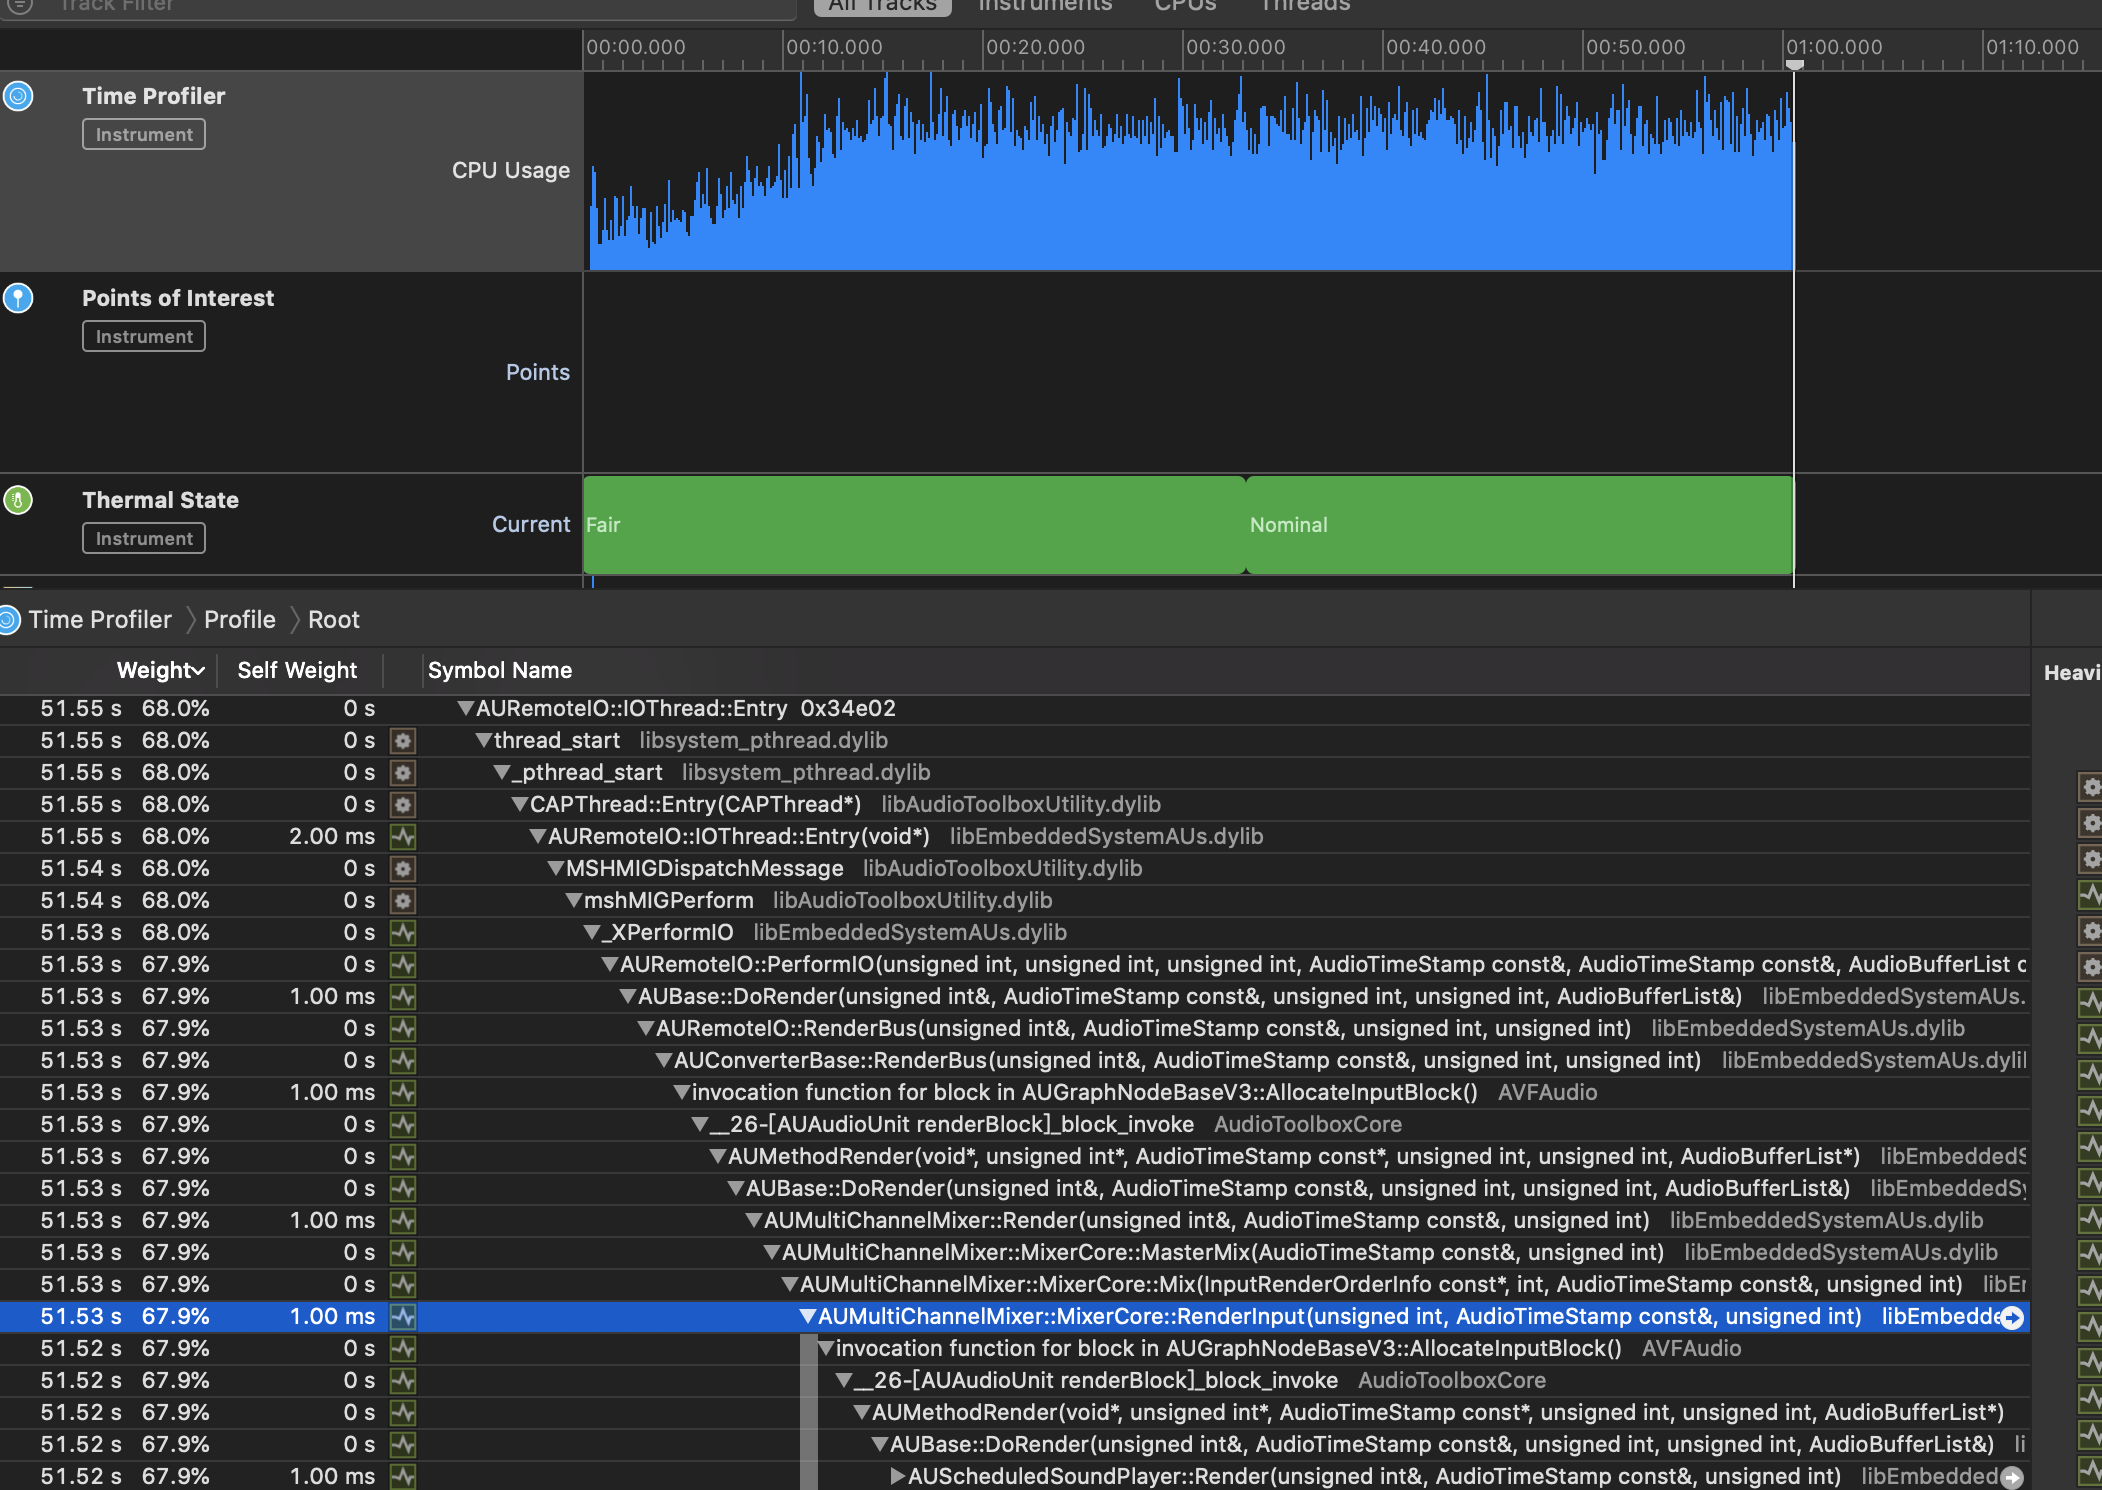 Track Filter
All Tracks Instruments CPUs Threads
00:00.000 00:10.000 00:20.000 00:30.000 00:40.000 00:50.000 01:00.000 01:10.000
Time Profiler
Instrument
CPU Usage
Points of Interest
Instrument
Points
Thermal State
Instrument
Current
Fair
Nominal
Time Profiler Profile Root
Weight Self Weight Symbol Name
Heavi
51.55 s 68.0% 0 s AURemoteIO::IOThread::Entry 0x34e02
51.55 s 68.0% 0 s thread_start libsystem_pthread.dylib
51.55 s 68.0% 0 s _pthread_start libsystem_pthread.dylib
51.55 s 68.0% 0 s CAPThread::Entry(CAPThread*) libAudioToolboxUtility.dylib
51.55 s 68.0% 2.00 ms AURemoteIO::IOThread::Entry(void*) libEmbeddedSystemAUs.dylib
51.54 s 68.0% 0 s MSHMIGDispatchMessage libAudioToolboxUtility.dylib
51.54 s 68.0% 0 s mshMIGPerform libAudioToolboxUtility.dylib
51.53 s 68.0% 0 s _XPerformIO libEmbeddedSystemAUs.dylib
51.53 s 67.9% 0 s AURemoteIO::PerformIO(unsigned int, unsigned int, unsigned int, AudioTimeStamp const&, AudioTimeStamp const&, AudioBufferList c
51.53 s 67.9% 1.00 ms AUBase::DoRender(unsigned int&, AudioTimeStamp const&, unsigned int, unsigned int, AudioBufferList&) libEmbeddedSystemAUs.
51.53 s 67.9% 0 s AURemoteIO::RenderBus(unsigned int&, AudioTimeStamp const&, unsigned int, unsigned int) libEmbeddedSystemAUs.dylib
51.53 s 67.9% 0 s AUConverterBase::RenderBus(unsigned int&, AudioTimeStamp const&, unsigned int, unsigned int) libEmbeddedSystemAUs.dylil
51.53 s 67.9% 1.00 ms invocation function for block in AUGraphNodeBaseV3::AllocateInputBlock() AVFAudio
51.53 s 67.9% 0 s __26-[AUAudioUnit renderBlock]_block_invoke AudioToolboxCore
51.53 s 67.9% 0 s AUMethodRender(void*, unsigned int*, AudioTimeStamp const*, unsigned int, unsigned int, AudioBufferList*) libEmbeddedS
51.53 s 67.9% 0 s AUBase::DoRender(unsigned int&, AudioTimeStamp const&, unsigned int, unsigned int, AudioBufferList&) libEmbeddedSy
51.53 s 67.9% 1.00 ms AUMultiChannelMixer::Render(unsigned int&, AudioTimeStamp const&, unsigned int) libEmbeddedSystemAUs.dylib
51.53 s 67.9% 0 s AUMultiChannelMixer::MixerCore::MasterMix(AudioTimeStamp const&, unsigned int) libEmbeddedSystemAUs.dylib
51.53 s 67.9% 0 s AUMultiChannelMixer::MixerCore::Mix(InputRenderOrderInfo const*, int, AudioTimeStamp const&, unsigned int) libEr
51.53 s 67.9% 1.00 ms AUMultiChannelMixer::MixerCore::RenderInput(unsigned int, AudioTimeStamp const&, unsigned int) libEmbedde
51.52 s 67.9% 0 s invocation function for block in AUGraphNodeBaseV3::AllocateInputBlock() AVFAudio
51.52 s 67.9% 0 s __26-[AUAudioUnit renderBlock]_block_invoke AudioToolboxCore
51.52 s 67.9% 0 s AUMethodRender(void*, unsigned int*, AudioTimeStamp const*, unsigned int, unsigned int, AudioBufferList*)
51.52 s 67.9% 0 s AUBase::DoRender(unsigned int&, AudioTimeStamp const&, unsigned int, unsigned int, AudioBufferList&) li
51.52 s 67.9% 1.00 ms AUScheduledSoundPlayer::Render(unsigned int&, AudioTimeStamp const&, unsigned int) libEmbedded